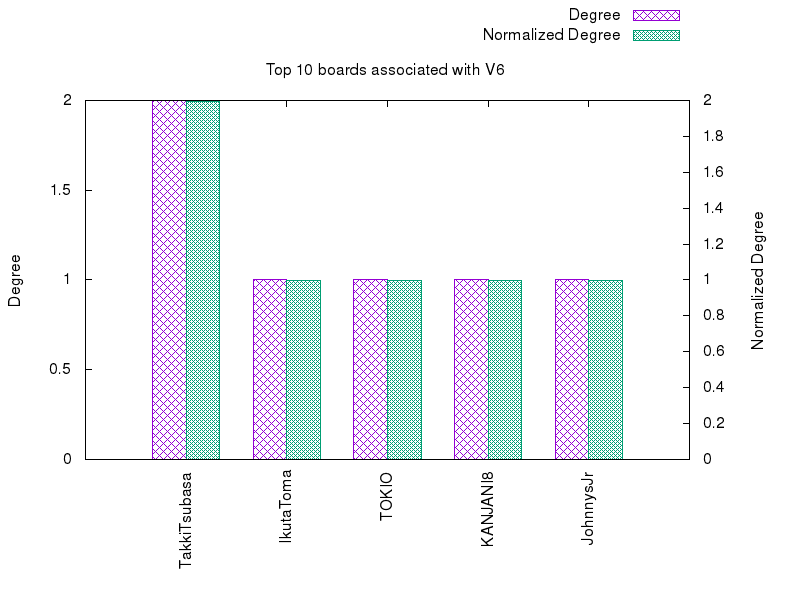 Degree
Normalized Degree
Top 10 boards associated with V6
2
1.5
1
0.5
0
2
1.8
1.6
1.4
1.2
1
0.8
0.6
0.4
0.2
0
Degree
Normalized Degree
TakkiTsubasa
IkutaToma
TOKIO
KANJANI8
JohnnysJr